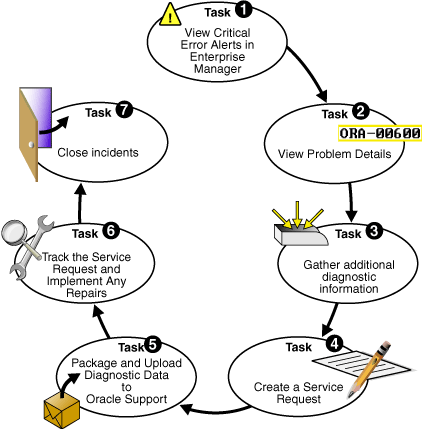 Task 1
View Critical
Error Alerts in
Enterprise
Manager
Task 2
ORA-00600
View Problem Details
Task 3
Gather additional
diagnostic
information
Task 4
Create a Service
Request
Task 5
Package and Upload
Diagnostic Data
to
Oracle Support
Task 6
Track the Service
Request and
Implement Any
Repairs
Task 7
Close incidents